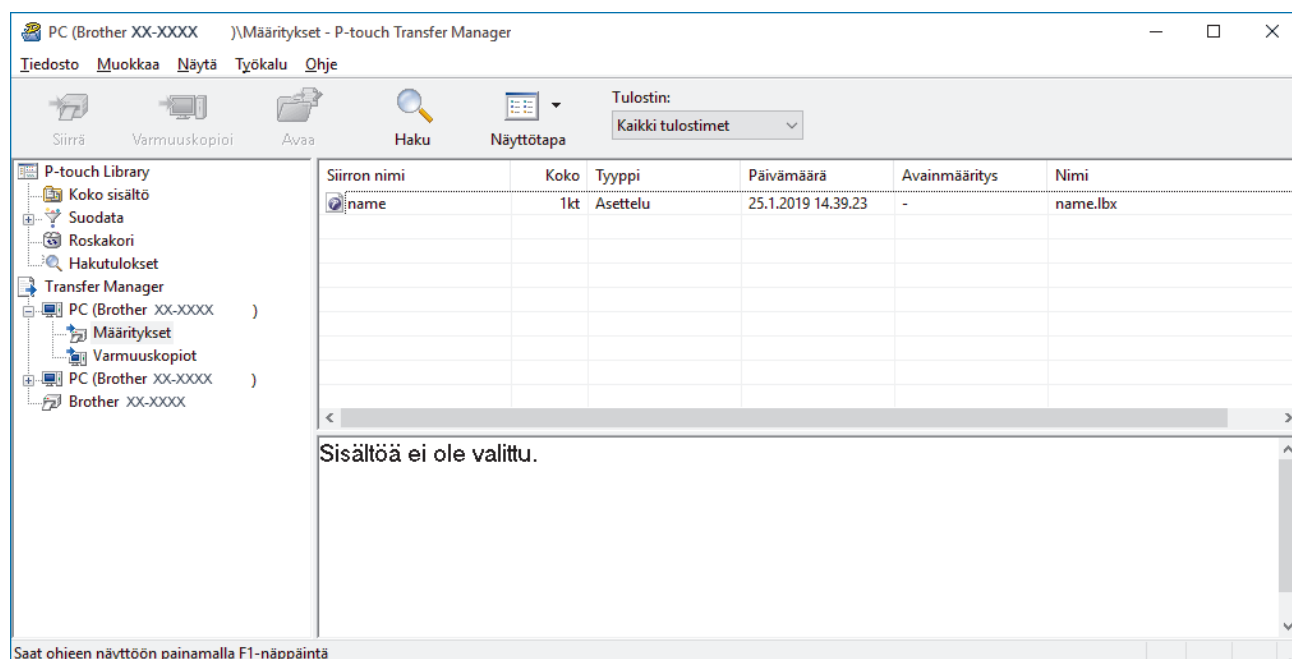 PC (Brother XX-XXXX )\Määritykset - P-touch Transfer Manager
Tiedosto Muokkaa Näytä Työkalu Ohje
Siirrä Varmuuskopioi Avaa Haku Näyttötapa
Tulostin:
Kaikki tulostimet
P-touch Library
Koko sisältö
Suodata
Roskakori
Hakutulokset
Transfer Manager
PC (Brother XX-XXXX )
Määritykset
Varmuuskopiot
PC (Brother XX-XXXX )
Brother XX-XXXX
Siirron nimi Koko Tyyppi Päivämäärä Avainmääritys Nimi
name 1kt Asettelu 25.1.2019 14.39.23 - name.lbx
Sisältöä ei ole valittu.
Saat ohjeen näyttöön painamalla F1-näppäintä